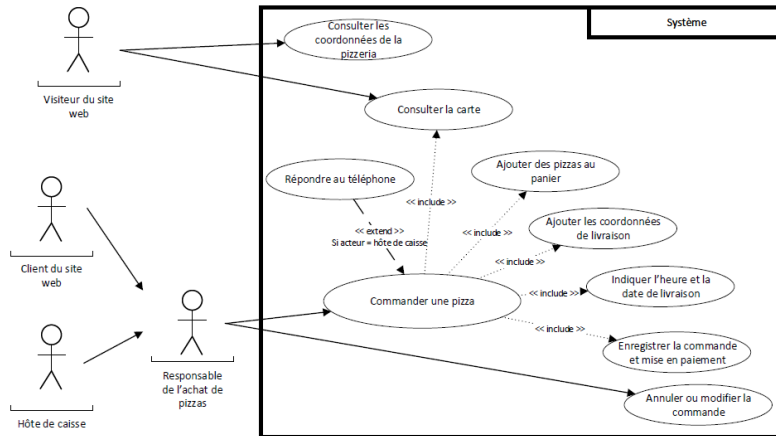 Système
Consulter les
coordonnées de la
pizzeria
Visiteur du site
web
Consulter la carte
Répondre au téléphone
Ajouter des pizzas au
panier
<< include >>
<< include >>
<< extend >>
Si acteur = hôte de caisse
Ajouter les coordonnées
de livraison
<< include >>
Client du site
web
Commander une pizza
<< include >>
Indiquer l'heure et la
date de livraison
<< include >>
Enregistrer la commande
et mise en paiement
Responsable
de l'achat de
pizzas
Hôte de caisse
Annuler ou modifier la
commande